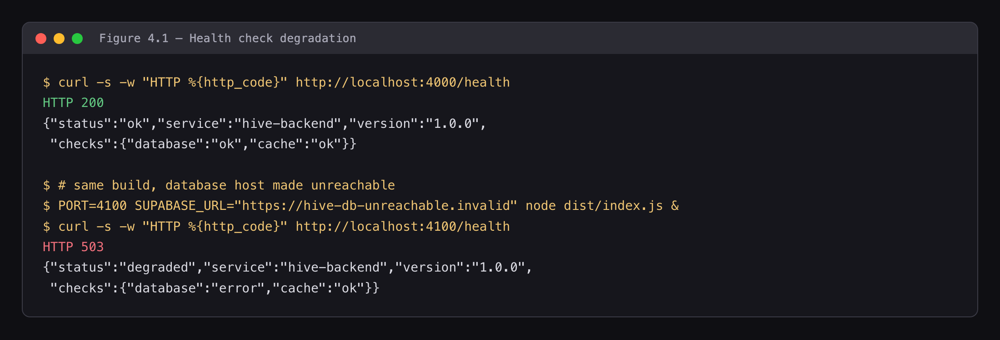 Figure 4.1 — Health check degradation
$ curl -s -w "HTTP %{http_code}" http://localhost:4000/health
HTTP 200
{"status":"ok","service":"hive-backend","version":"1.0.0",
 "checks":{"database":"ok","cache":"ok"}}
$ # same build, database host made unreachable
$ PORT=4100 SUPABASE_URL="https://hive-db-unreachable.invalid" node dist/index.js &
$ curl -s -w "HTTP %{http_code}" http://localhost:4100/health
HTTP 503
{"status":"degraded","service":"hive-backend","version":"1.0.0",
 "checks":{"database":"error","cache":"ok"}}